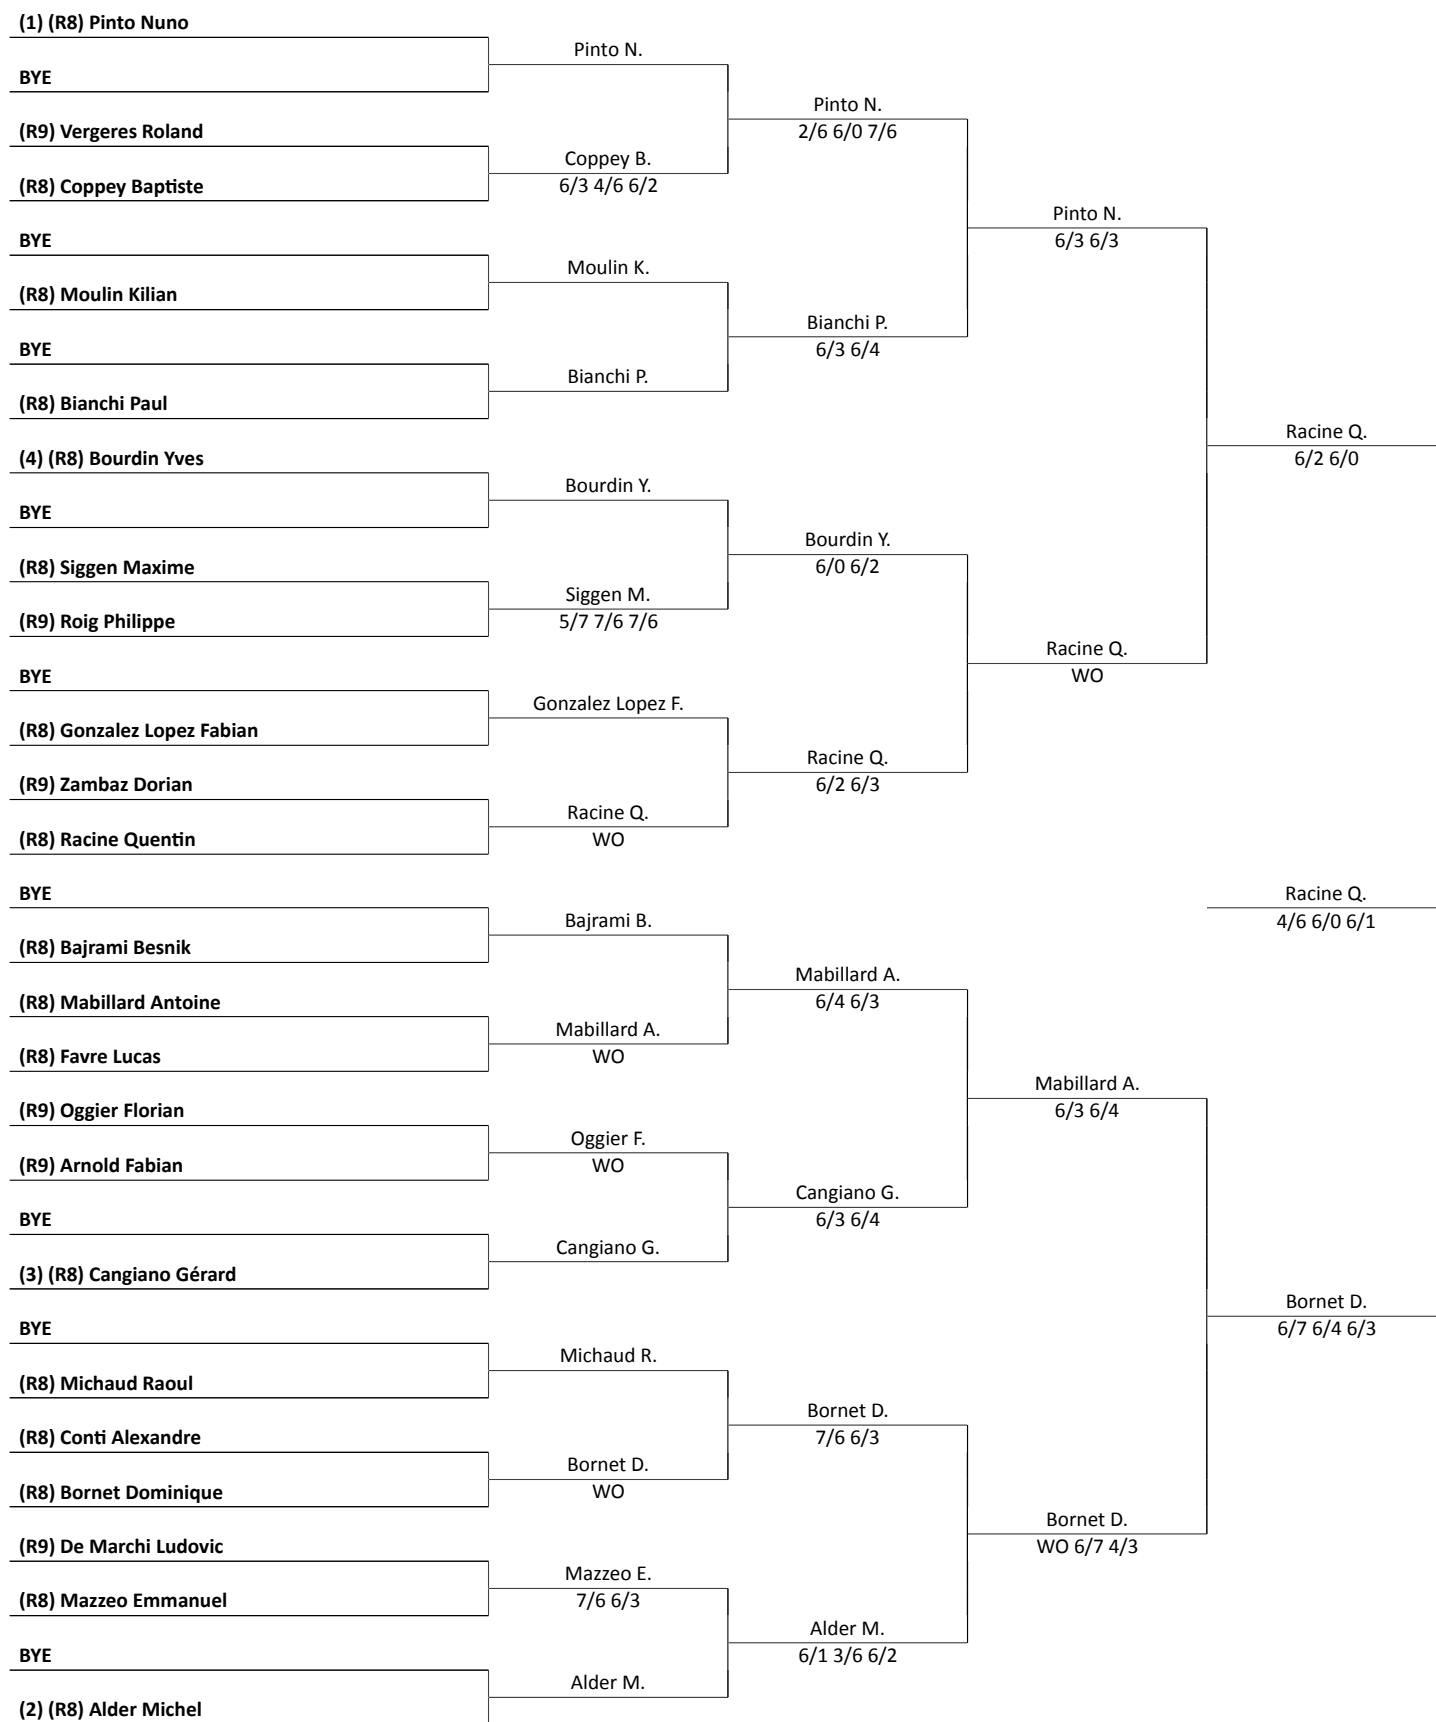 (1) (R8) Pinto Nuno
BYE
(R9) Vergeres Roland
(R8) Coppey Baptiste
BYE
(R8) Moulin Kilian
BYE
(R8) Bianchi Paul
(4) (R8) Bourdin Yves
BYE
(R8) Siggen Maxime
(R9) Roig Philippe
BYE
(R8) Gonzalez Lopez Fabian
(R9) Zambaz Dorian
(R8) Racine Quentin
BYE
(R8) Bajrami Besnik
(R8) Mabillard Antoine
(R8) Favre Lucas
(R9) Oggier Florian
(R9) Arnold Fabian
BYE
(3) (R8) Cangiano Gérard
BYE
(R8) Michaud Raoul
(R8) Conti Alexandre
(R8) Bornet Dominique
(R9) De Marchi Ludovic
(R8) Mazzeo Emmanuel
BYE
(2) (R8) Alder Michel
Pinto N.
Coppey B.
6/3 4/6 6/2
Moulin K.
Bianchi P.
Bourdin Y.
Siggen M.
5/7 7/6 7/6
Gonzalez Lopez F.
Racine Q.
WO
Bajrami B.
Mabillard A.
WO
Oggier F.
WO
Cangiano G.
Michaud R.
Bornet D.
WO
Mazzeo E.
7/6 6/3
Alder M.
Pinto N.
2/6 6/0 7/6
Bianchi P.
6/3 6/4
Bourdin Y.
6/0 6/2
Racine Q.
6/2 6/3
Mabillard A.
6/4 6/3
Cangiano G.
6/3 6/4
Bornet D.
7/6 6/3
Alder M.
6/1 3/6 6/2
Pinto N.
6/3 6/3
Racine Q.
WO
Mabillard A.
6/3 6/4
Bornet D.
WO 6/7 4/3
Racine Q.
6/2 6/0
Racine Q.
4/6 6/0 6/1
Bornet D.
6/7 6/4 6/3